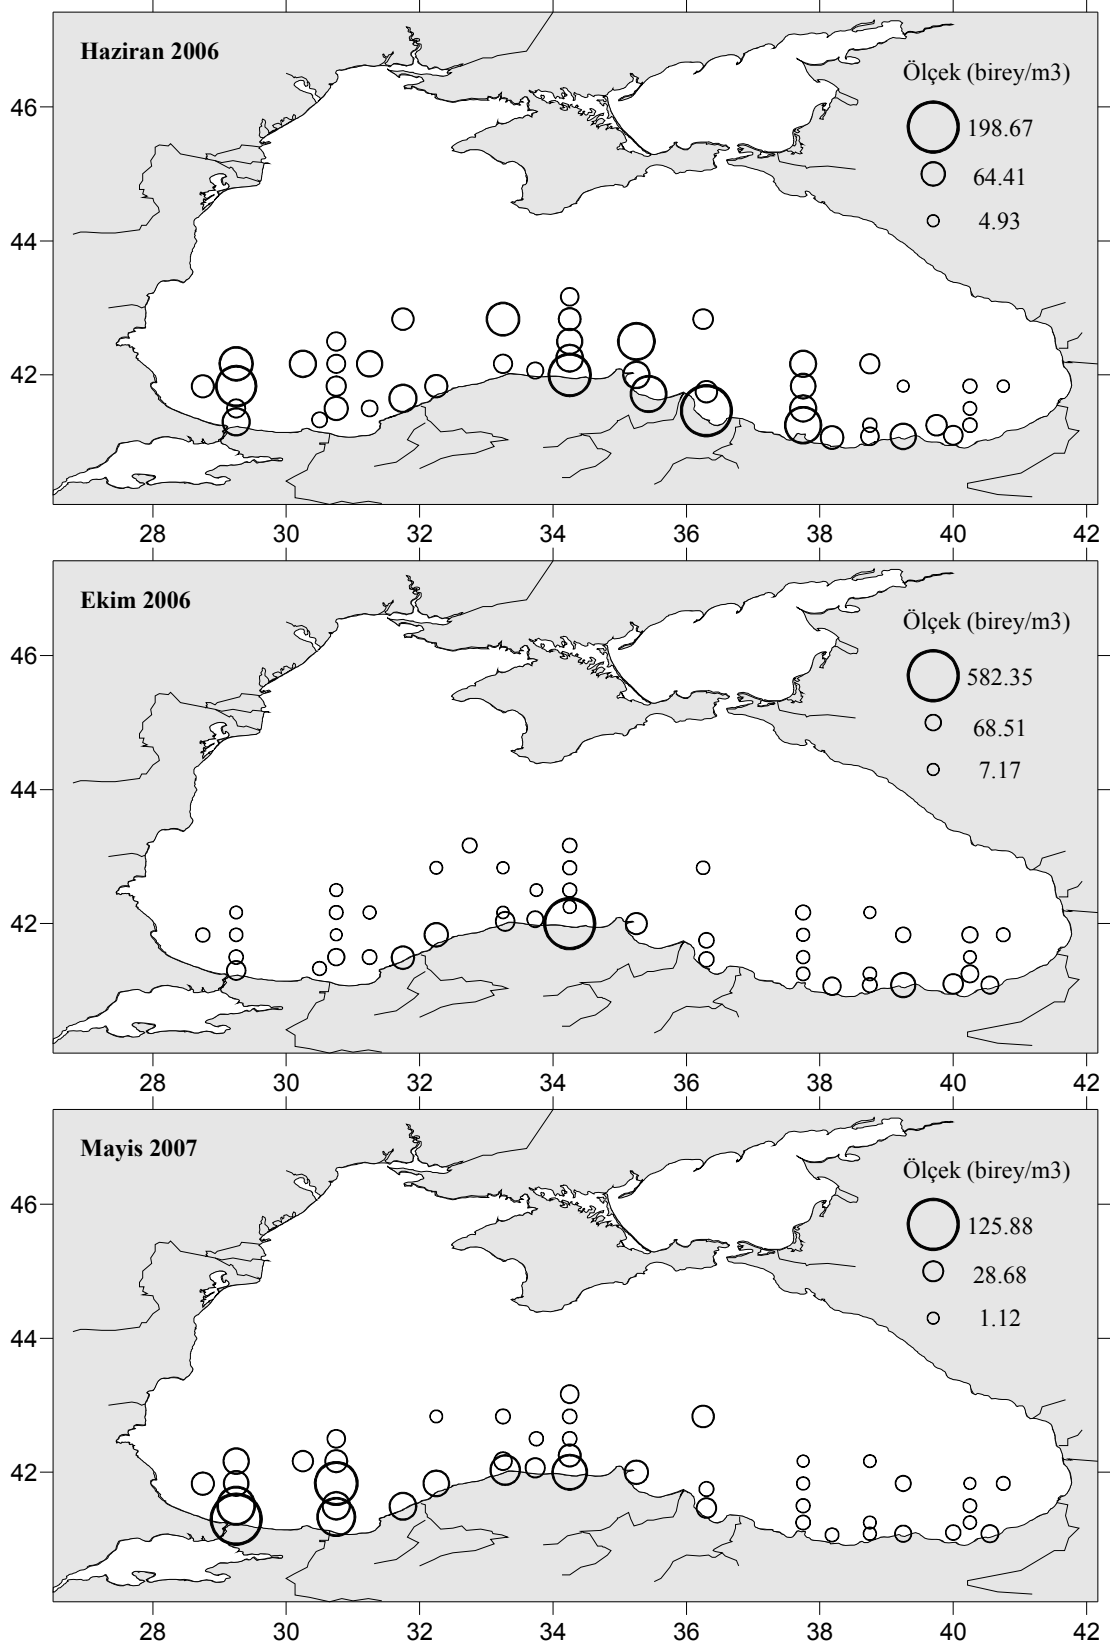 Haziran 2006
Ölçek (birey/m3)
198.67
64.41
4.93
46
44
42
28 30 32 34 36 38 40 42
Ekim 2006
Ölçek (birey/m3)
582.35
68.51
7.17
46
44
42
28 30 32 34 36 38 40 42
Mayis 2007
Ölçek (birey/m3)
125.88
28.68
1.12
46
44
42
28 30 32 34 36 38 40 42